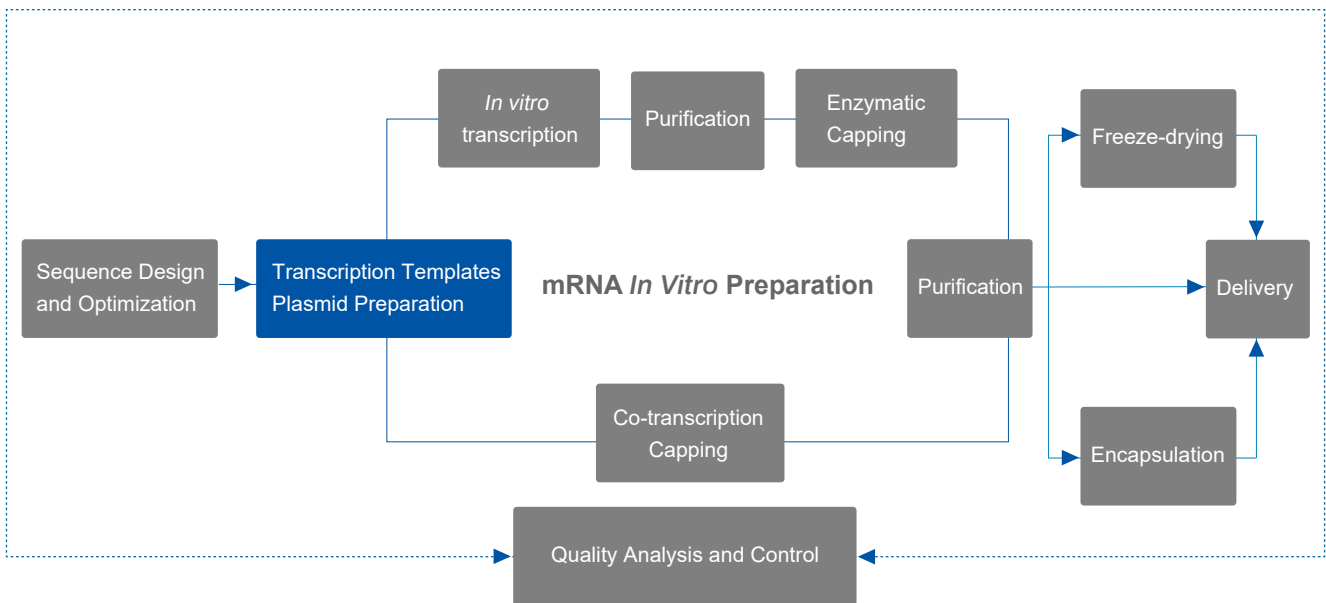 In vitro
transcription
Purification
Enzymatic
Capping
Freeze-drying
Sequence Design
and Optimization
Transcription Templates
Plasmid Preparation
mRNA In Vitro Preparation
Purification
Delivery
Co-transcription
Capping
Encapsulation
Quality Analysis and Control